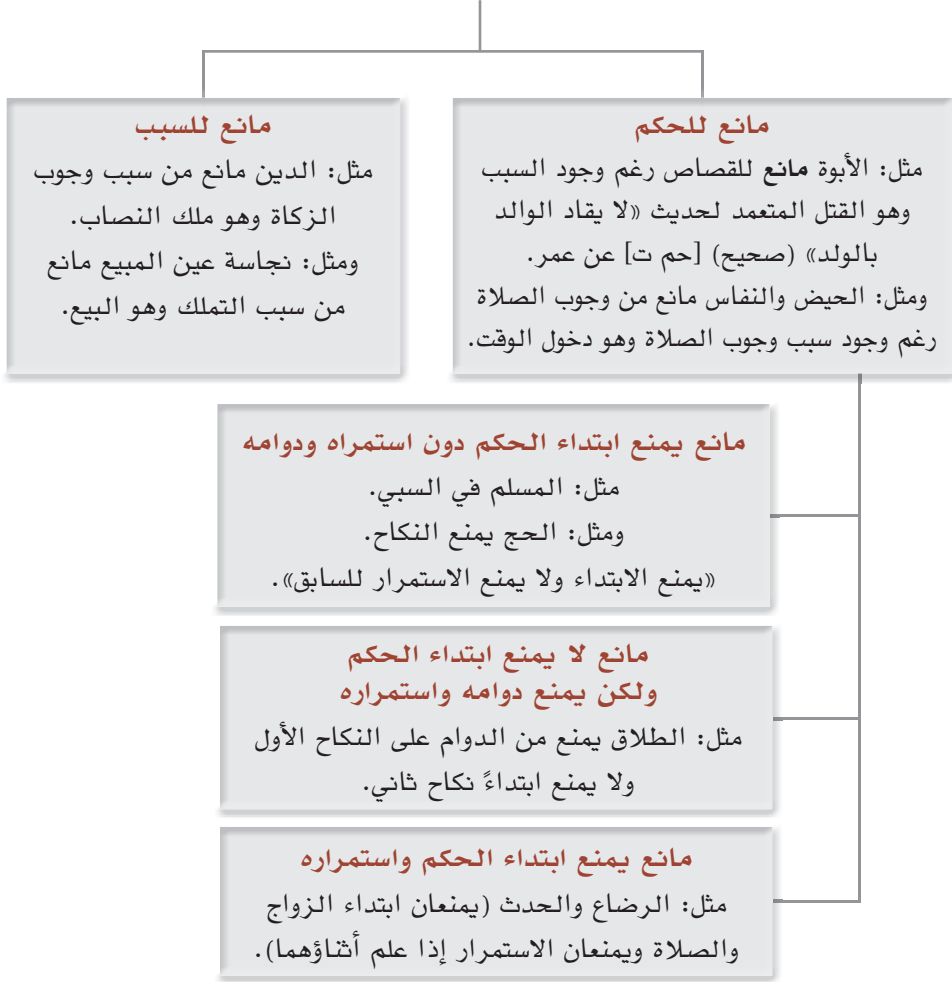 مانع للحكم
مثل: الأبوة مانع للقصاص رغم وجود السبب
وهو القتل المتعمد لحديث «لا يقاد الوالد
بالولد» (صحيح) [حم ت] عن عمر.
ومثل: الحيض والنفاس مانع من وجوب الصلاة
رغم وجود سبب وجوب الصلاة وهو دخول الوقت.
مانع للسبب
مثل: الدين مانع من سبب وجوب
الزكاة وهو ملك النصاب.
ومثل: نجاسة عين المبيع مانع
من سبب التملك وهو البيع.
مانع يمنع ابتداء الحكم دون استمراه ودوامه
مثل: المسلم في السبي.
ومثل: الحج يمنع النكاح.
«يمنع الابتداء ولا يمنع الاستمرار للسابق».
مانع لا يمنع ابتداء الحكم
ولكن يمنع دوامه واستمراره
مثل: الطلاق يمنع من الدوام على النكاح الأول
ولا يمنع ابتداءً نكاح ثاني.
مانع يمنع ابتداء الحكم واستمراره
مثل: الرضاع والحدث (يمنعان ابتداء الزواج
والصلاة ويمنعان الاستمرار إذا علم أثناؤهما).